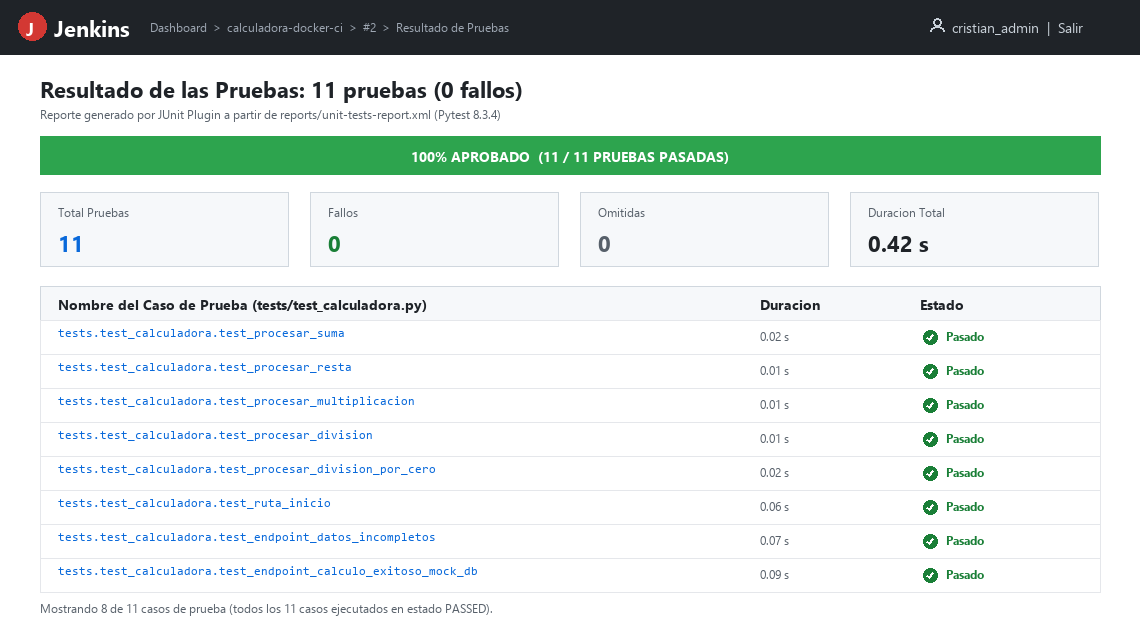 J Jenkins Dashboard > calculadora-docker-ci > #2 > Resultado de Pruebas cristian_admin | Salir
Resultado de las Pruebas: 11 pruebas (0 fallos)
Reporte generado por JUnit Plugin a partir de reports/unit-tests-report.xml (Pytest 8.3.4)
100% APROBADO (11 / 11 PRUEBAS PASADAS)
Total Pruebas Fallos Omitidas Duracion Total
11 0 0 0.42 s
Nombre del Caso de Prueba (tests/test_calculadora.py) Duracion Estado
tests.test_calculadora.test_procesar_suma 0.02 s Pasado
tests.test_calculadora.test_procesar_resta 0.01 s Pasado
tests.test_calculadora.test_procesar_multiplicacion 0.01 s Pasado
tests.test_calculadora.test_procesar_division 0.01 s Pasado
tests.test_calculadora.test_procesar_division_por_cero 0.02 s Pasado
tests.test_calculadora.test_ruta_inicio 0.06 s Pasado
tests.test_calculadora.test_endpoint_datos_incompletos 0.07 s Pasado
tests.test_calculadora.test_endpoint_calculo_exitoso_mock_db 0.09 s Pasado
Mostrando 8 de 11 casos de prueba (todos los 11 casos ejecutados en estado PASSED).